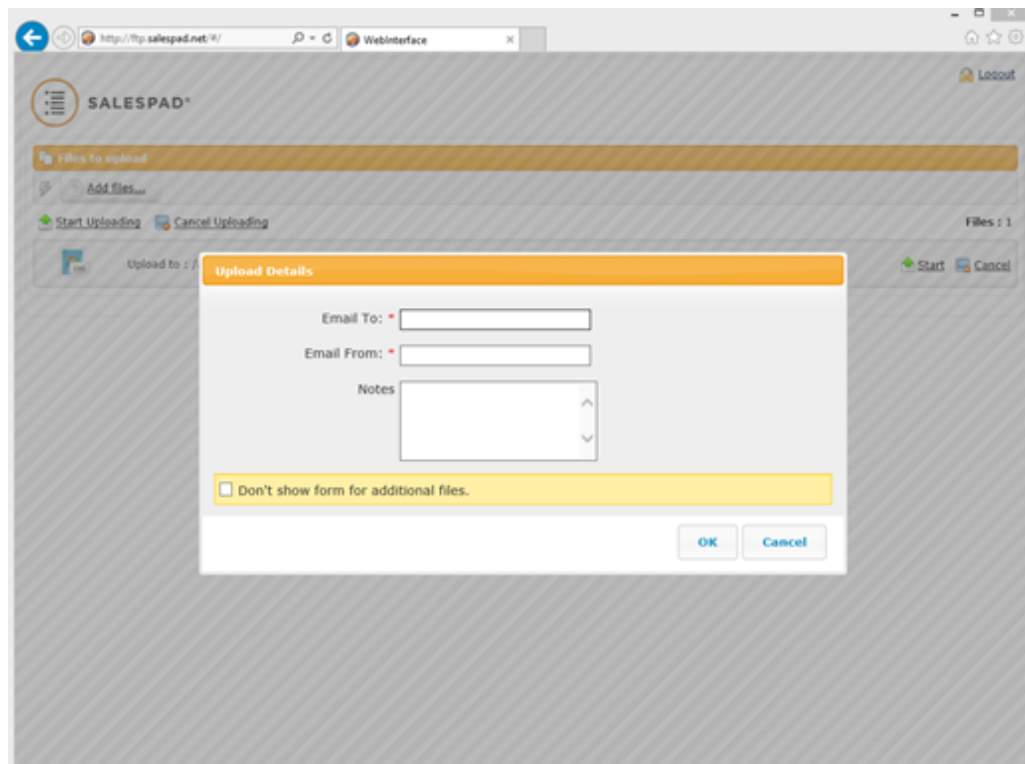 http://ftp.salespad.net/#/
WebInterface
Logout
SALESPAD®
Files to upload
Add files...
Start Uploading Cancel Uploading Files : 1
Upload to : /
Start Cancel
Upload Details
Email To: *
Email From: *
Notes
Don't show form for additional files.
OK Cancel